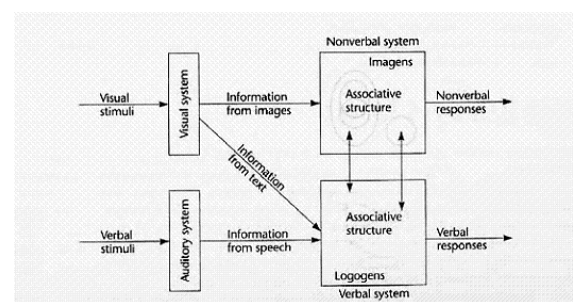 Nonverbal system
Imagens
Visual
stimuli
Visual system
Information
from images
Associative
structure
Nonverbal
responses
Information
from text
Verbal
stimuli
Auditory system
Information
from speech
Associative
structure
Verbal
responses
Logogens
Verbal system